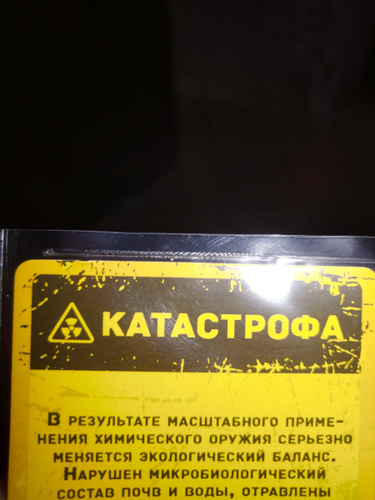 КАТАСТРОФА
В РЕЗУЛЬТАТЕ МАСШТАБНОГО ПРИМЕ-
НЕНИЯ ХИМИЧЕСКОГО ОРУЖИЯ СЕРЬЕЗНО
МЕНЯЕТСЯ ЭКОЛОГИЧЕСКИЙ БАЛАНС.
НАРУШЕН МИКРОБИОЛОГИЧЕСКИЙ
СОСТАВ ПОЧВ И ВОДЫ, ОТРАВЛЕНЫ